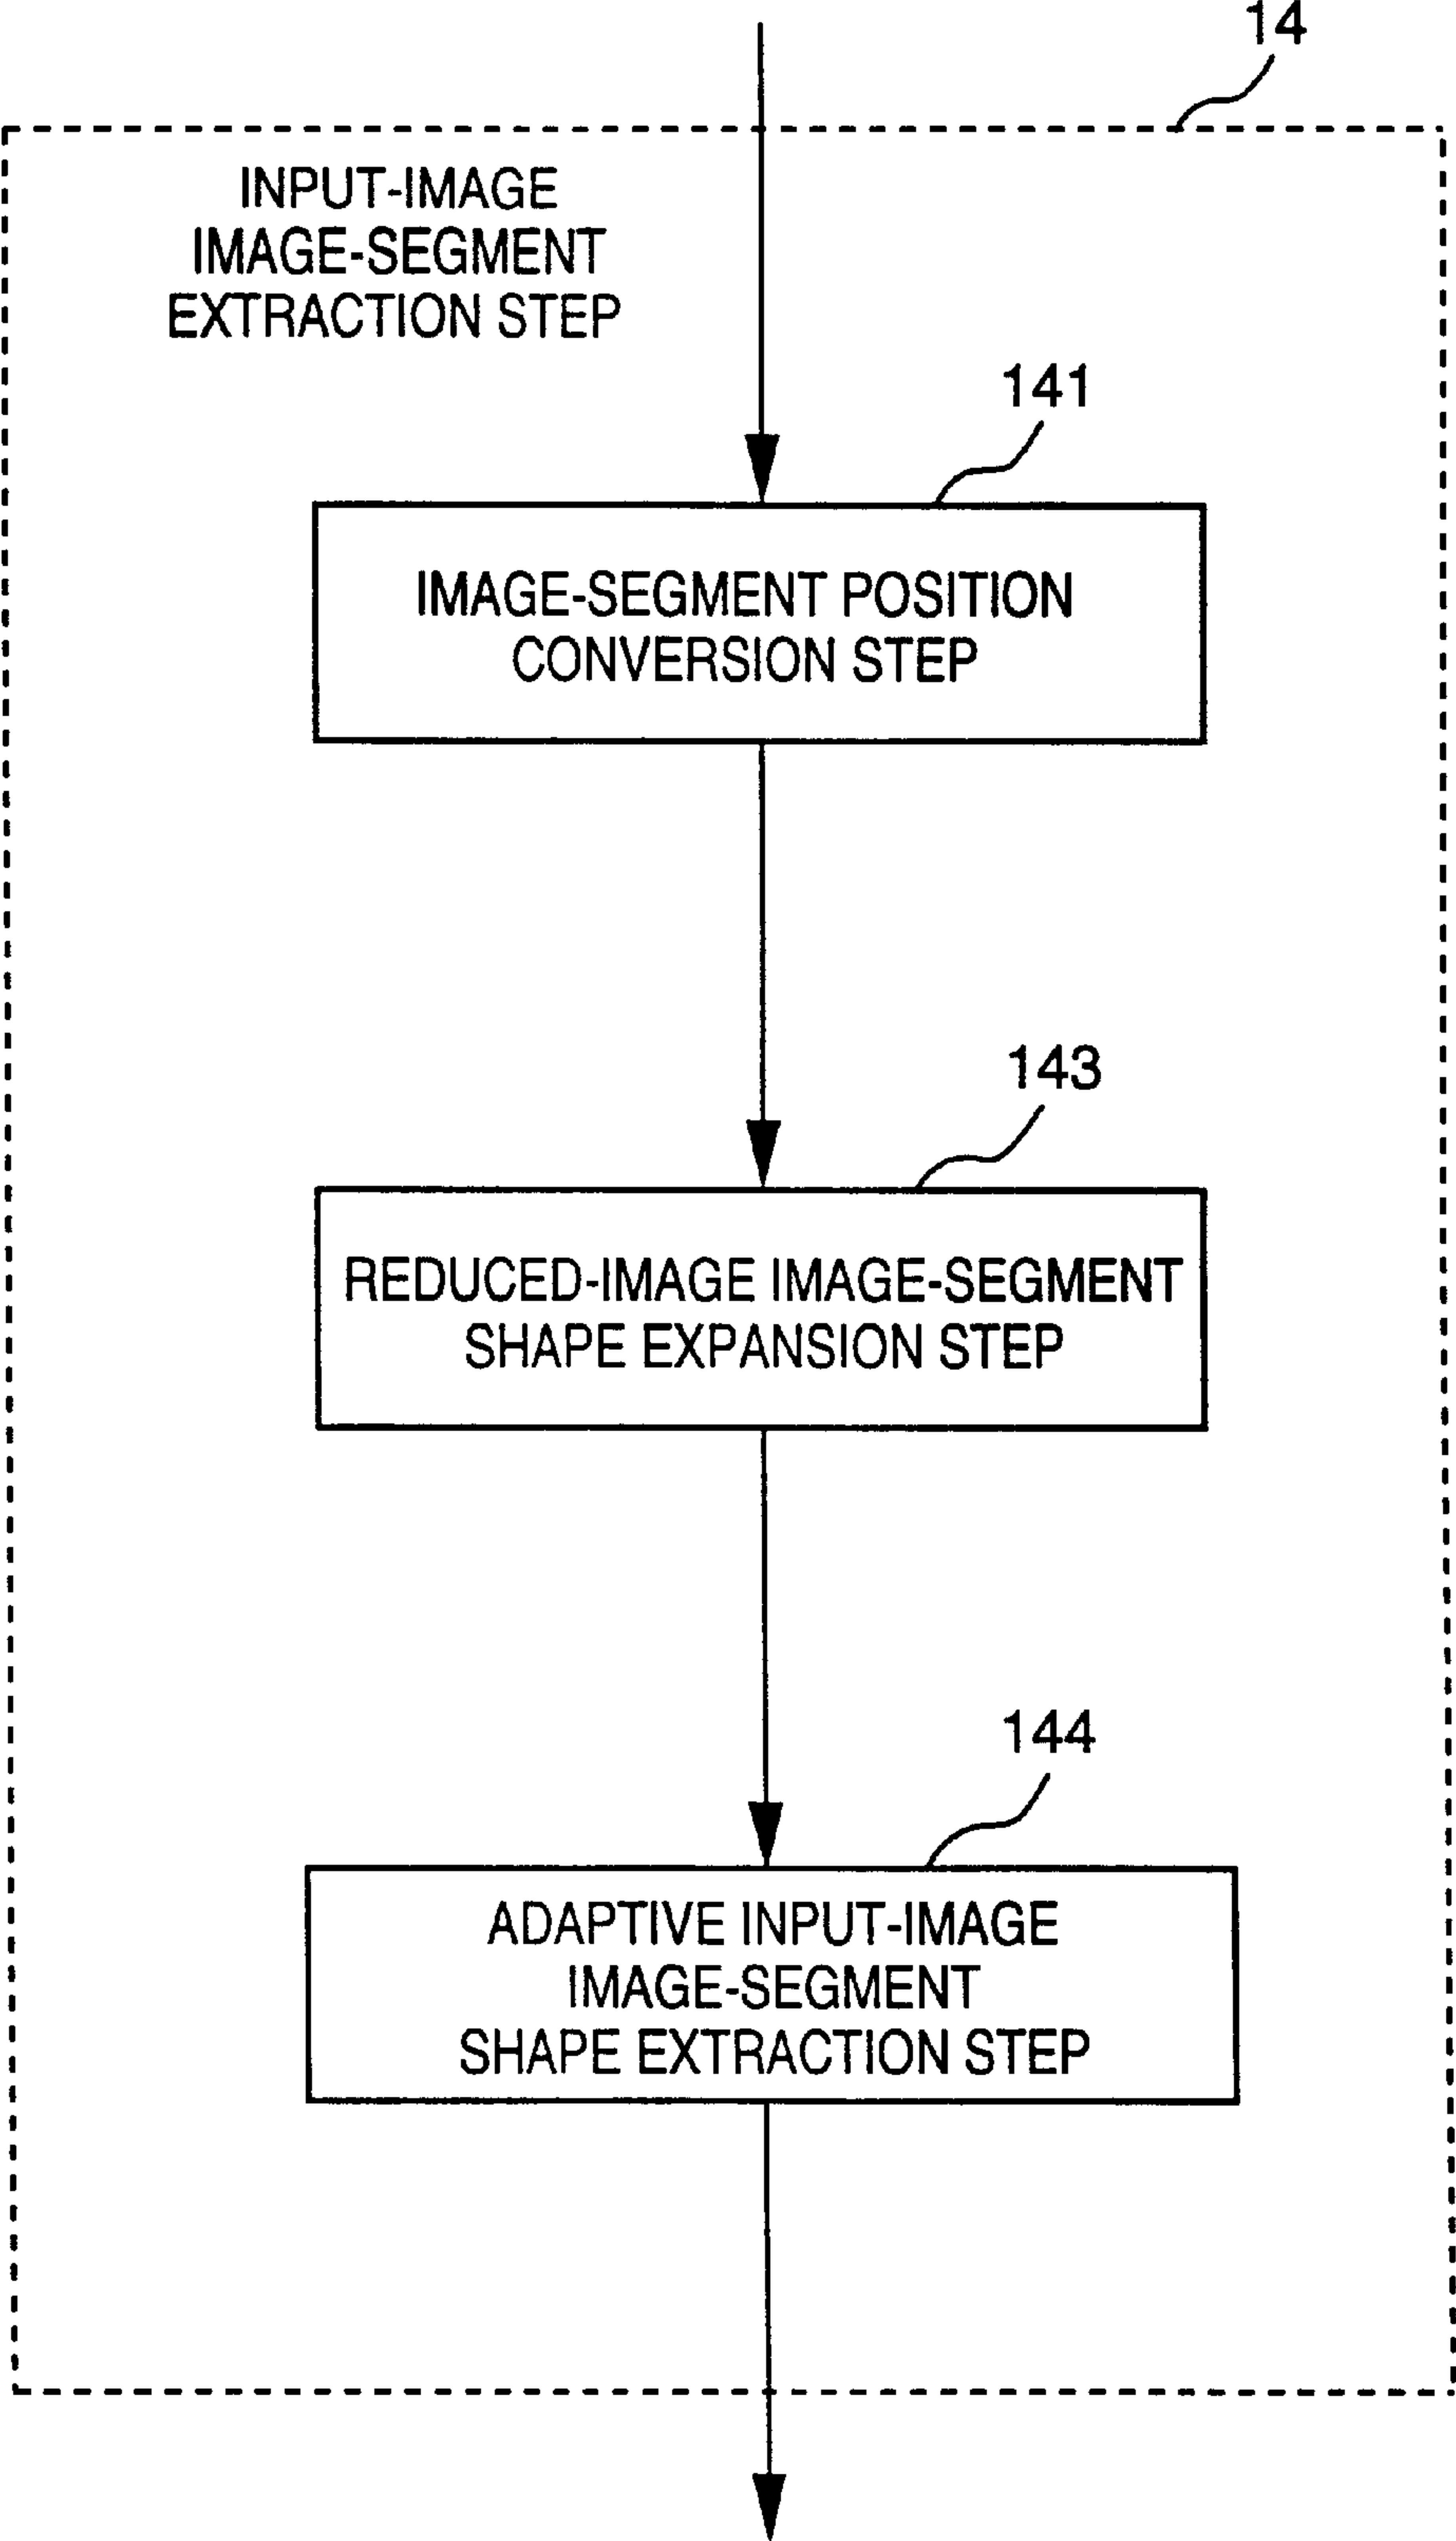 14
INPUT-IMAGE
IMAGE-SEGMENT
EXTRACTION STEP
141
IMAGE-SEGMENT POSITION
CONVERSION STEP
143
REDUCED-IMAGE IMAGE-SEGMENT
SHAPE EXPANSION STEP
144
ADAPTIVE INPUT-IMAGE
IMAGE-SEGMENT
SHAPE EXTRACTION STEP